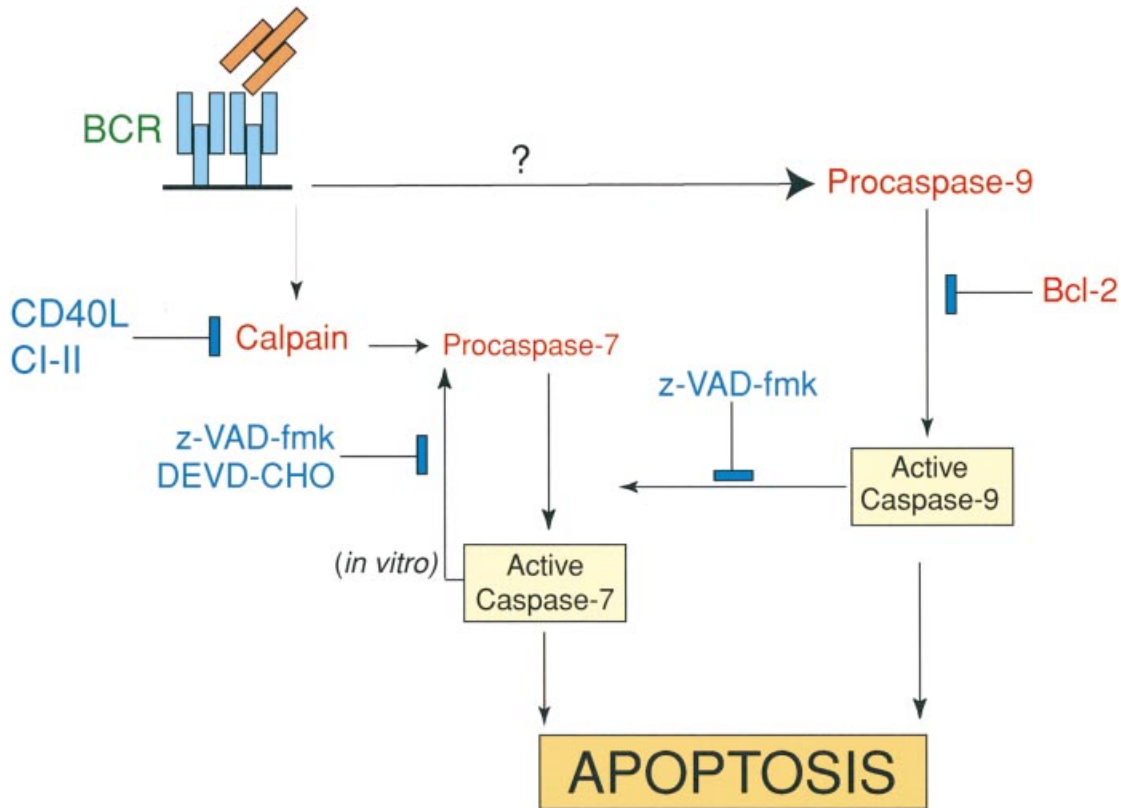 BCR
?
Procaspase-9
Bcl-2
CD40L
CI-II
Calpain
Procaspase-7
z-VAD-fmk
z-VAD-fmk
DEVD-CHO
Active
Caspase-9
(in vitro)
Active
Caspase-7
APOPTOSIS